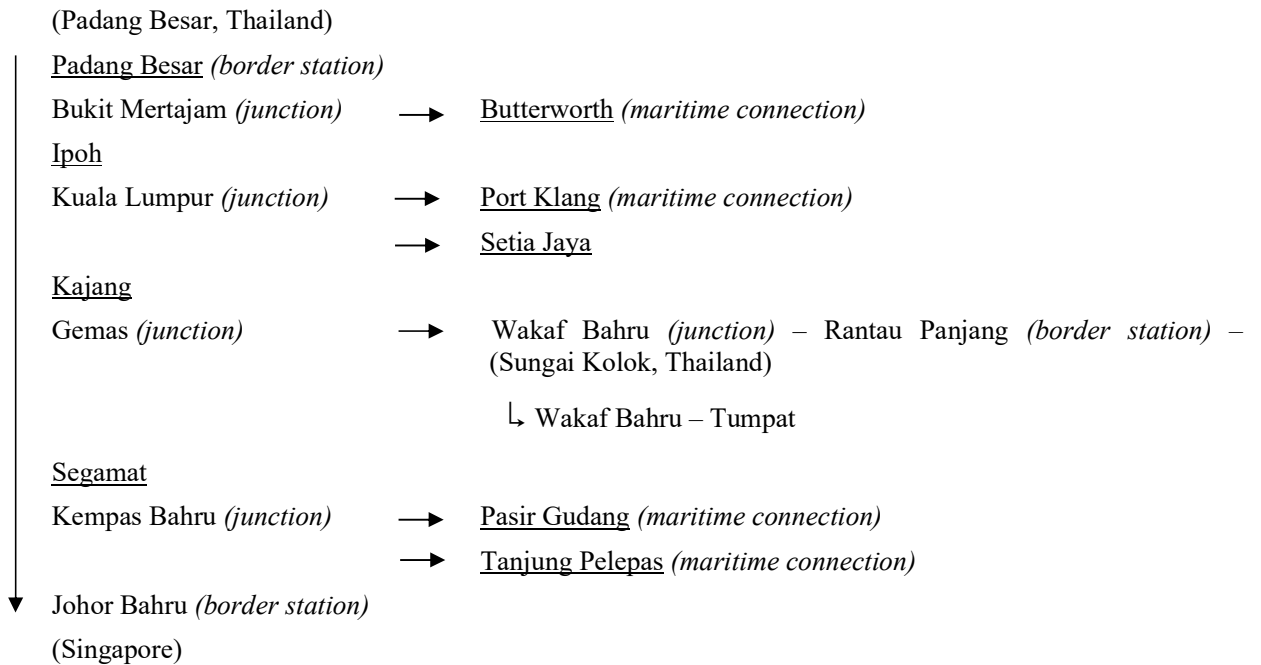 (Padang Besar, Thailand)
Padang Besar (border station)
Bukit Mertajam (junction) → Butterworth (maritime connection)
Ipoh
Kuala Lumpur (junction) → Port Klang (maritime connection)
→ Setia Jaya
Kajang
Gemas (junction) → Wakaf Bahru (junction) – Rantau Panjang (border station) –
(Sungai Kolok, Thailand)
↳ Wakaf Bahru – Tumpat
Segamat
Kempas Bahru (junction) → Pasir Gudang (maritime connection)
→ Tanjung Pelepas (maritime connection)
Johor Bahru (border station)
(Singapore)